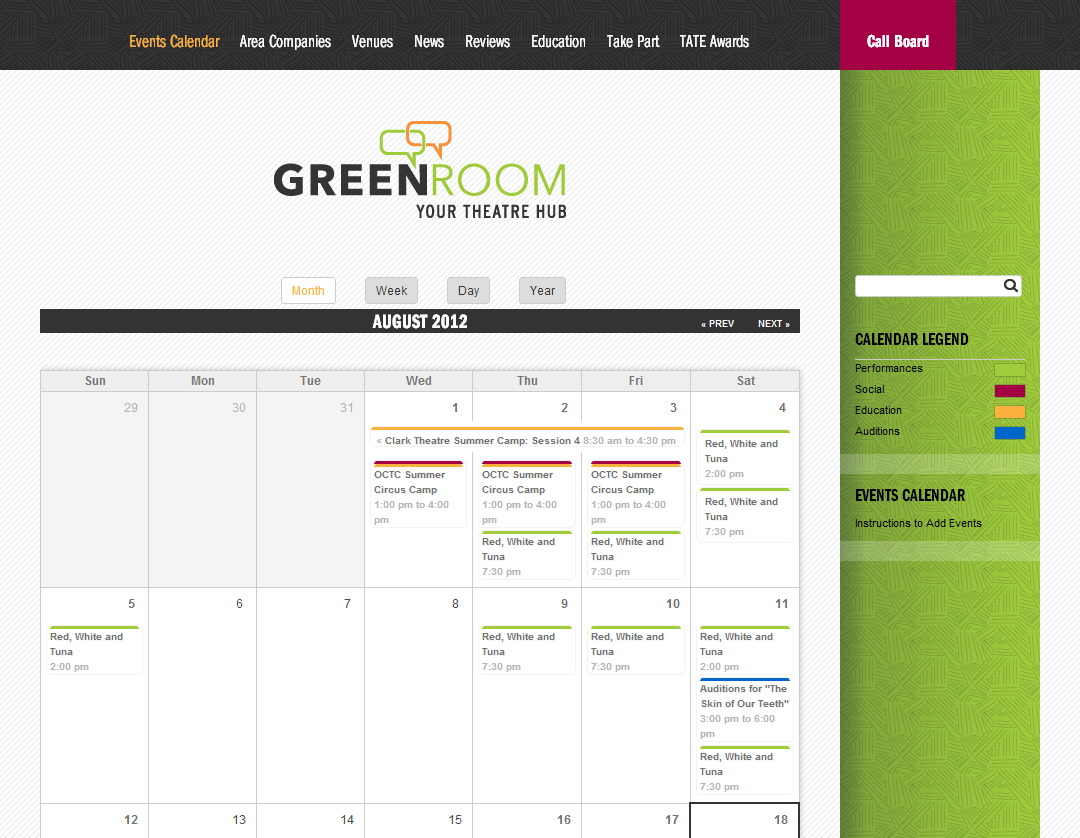 Events Calendar Area Companies Venues News Reviews Education Take Part TATE Awards Call Board
GREENROOM
YOUR THEATRE HUB
Month Week Day Year
AUGUST 2012 « PREV NEXT »
Sun Mon Tue Wed Thu Fri Sat
29 30 31 1 2 3 4
« Clark Theatre Summer Camp: Session 4 8:30 am to 4:30 pm
OCTC Summer
Circus Camp
1:00 pm to 4:00
pm
OCTC Summer
Circus Camp
1:00 pm to 4:00
pm
Red, White and
Tuna
7:30 pm
OCTC Summer
Circus Camp
1:00 pm to 4:00
pm
Red, White and
Tuna
7:30 pm
Red, White and
Tuna
2:00 pm
Red, White and
Tuna
7:30 pm
5 6 7 8 9 10 11
Red, White and
Tuna
2:00 pm
Red, White and
Tuna
7:30 pm
Red, White and
Tuna
7:30 pm
Red, White and
Tuna
2:00 pm
Auditions for "The
Skin of Our Teeth"
3:00 pm to 6:00
pm
Red, White and
Tuna
7:30 pm
12 13 14 15 16 17 18
CALENDAR LEGEND
Performances
Social
Education
Auditions
EVENTS CALENDAR
Instructions to Add Events